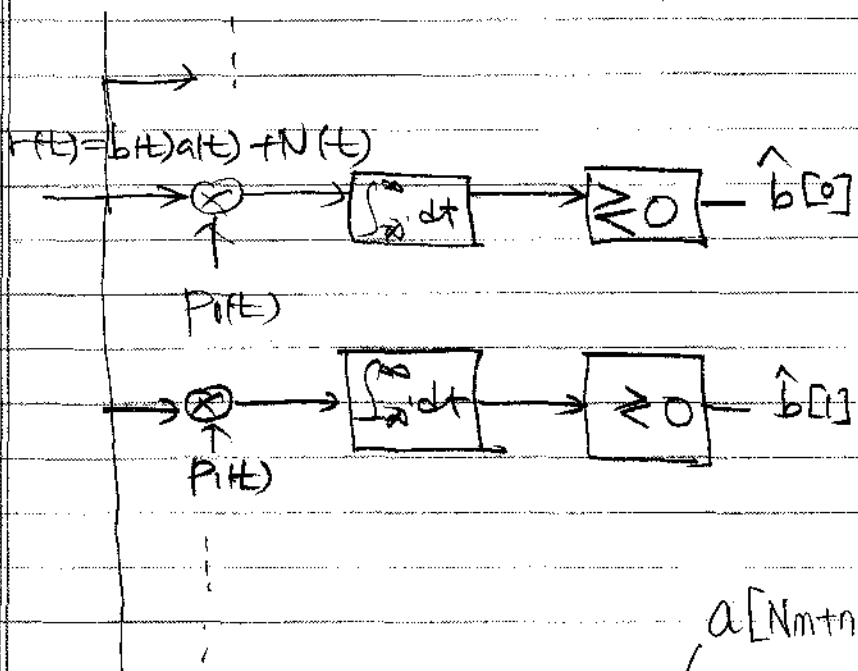 r(t)=b(t)a(t)+N(t)
∫_{-∞}^{∞} · dt
≷ 0
b̂[0]
P₀(t)
∫_{-∞}^{∞} · dt
≷ 0
b̂[1]
P₁(t)
a[Nm+n